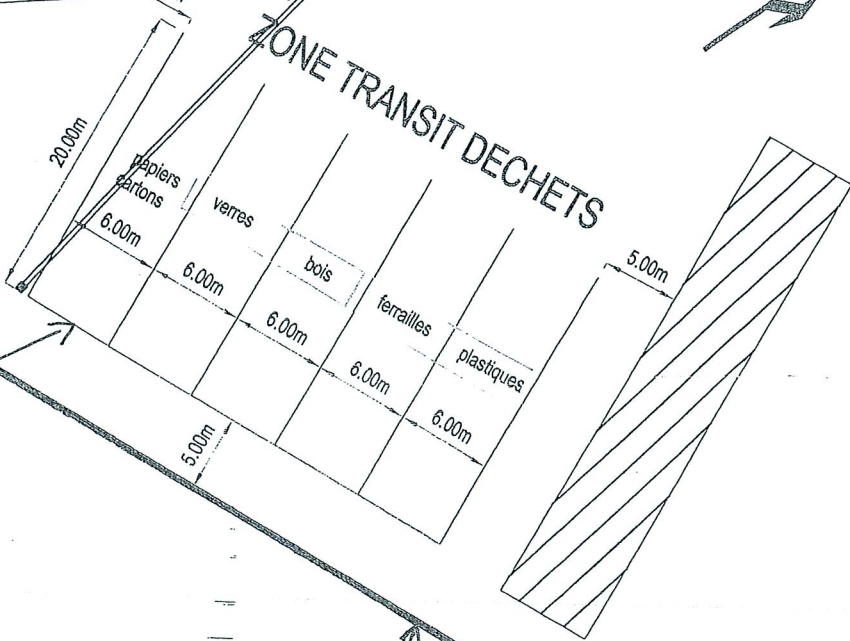 ZONE TRANSIT DECHETS
20.00m
papiers
cartons
verres
bois
ferrailles
plastiques
6.00m
6.00m
6.00m
6.00m
6.00m
5.00m
5.00m